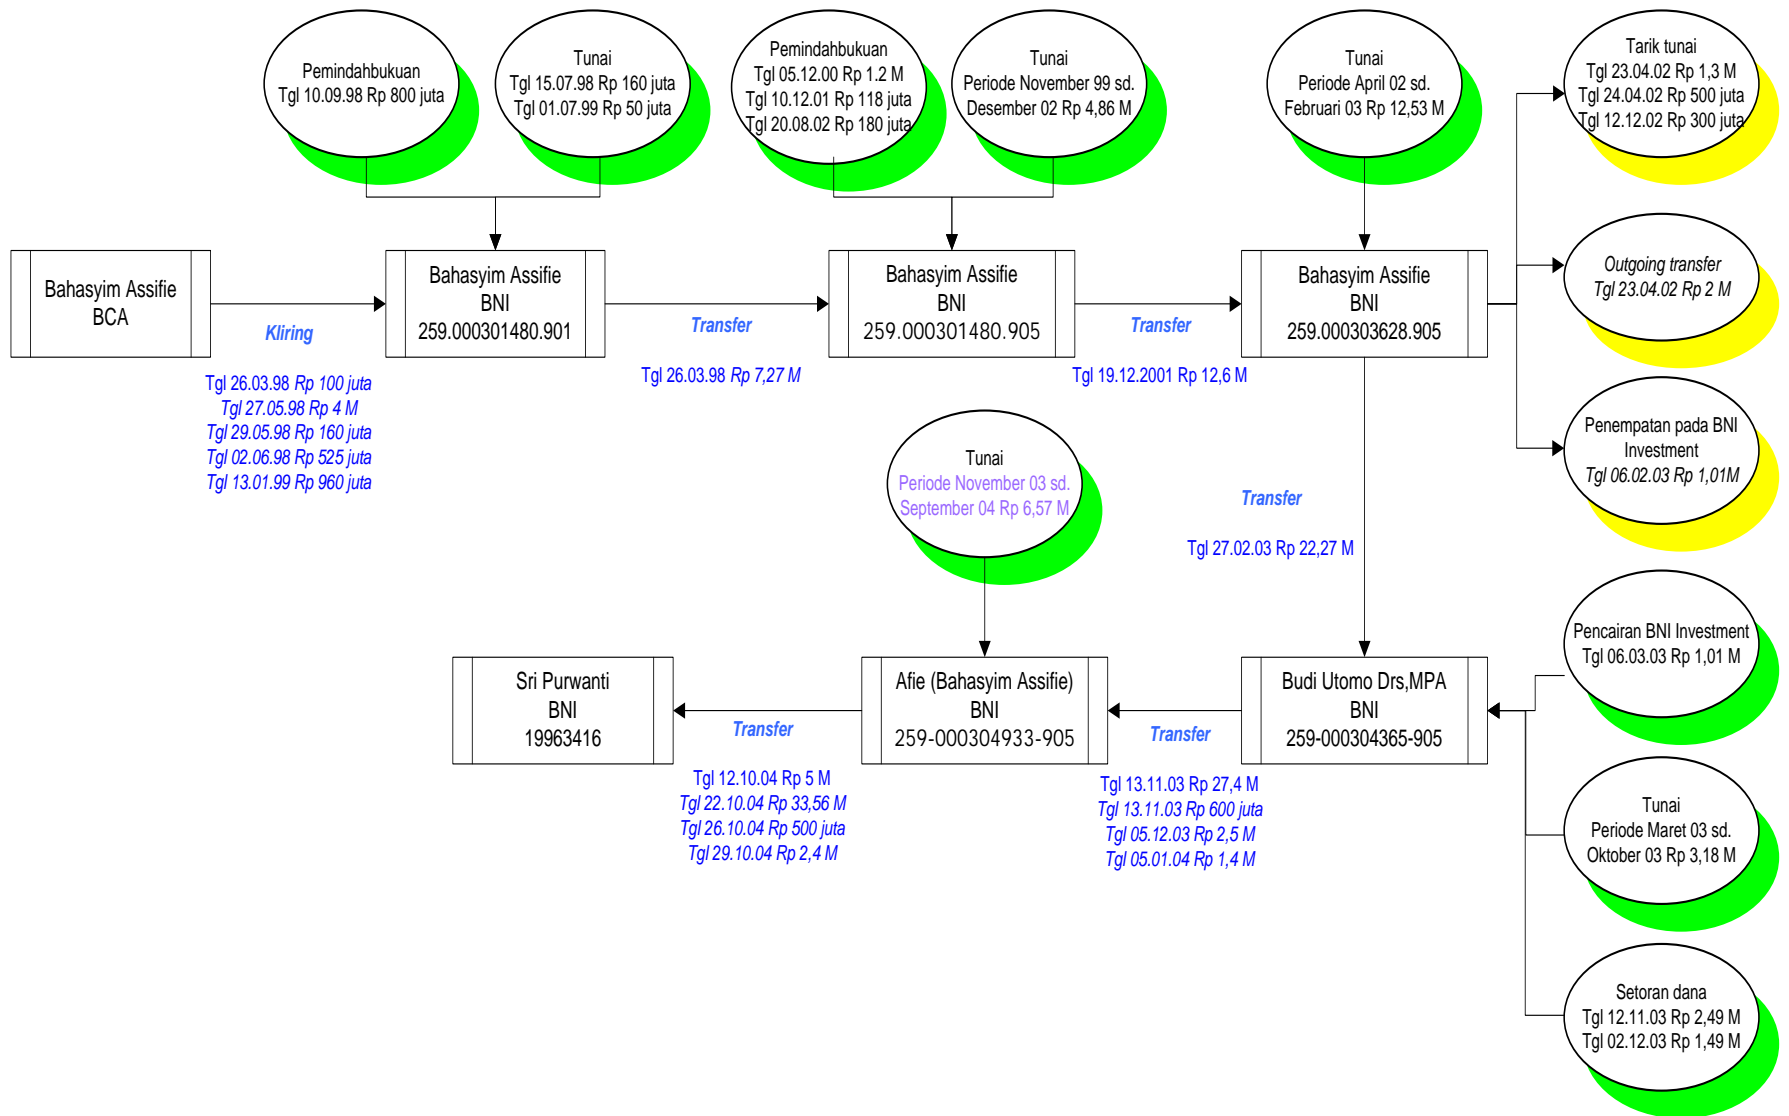 Pemindahbukuan
Tgl 10.09.98 Rp 800 juta
Tunai
Tgl 15.07.98 Rp 160 juta
Tgl 01.07.99 Rp 50 juta
Pemindahbukuan
Tgl 05.12.00 Rp 1.2 M
Tgl 10.12.01 Rp 118 juta
Tgl 20.08.02 Rp 180 juta
Tunai
Periode November 99 sd.
Desember 02 Rp 4,86 M
Tunai
Periode April 02 sd.
Februari 03 Rp 12,53 M
Tarik tunai
Tgl 23.04.02 Rp 1,3 M
Tgl 24.04.02 Rp 500 juta
Tgl 12.12.02 Rp 300 juta
Bahasyim Assifie
BCA
Kliring
Tgl 26.03.98 Rp 100 juta
Tgl 27.05.98 Rp 4 M
Tgl 29.05.98 Rp 160 juta
Tgl 02.06.98 Rp 525 juta
Tgl 13.01.99 Rp 960 juta
Bahasyim Assifie
BNI
259.000301480.901
Transfer
Tgl 26.03.98 Rp 7,27 M
Bahasyim Assifie
BNI
259.000301480.905
Transfer
Tgl 19.12.2001 Rp 12,6 M
Bahasyim Assifie
BNI
259.000303628.905
Outgoing transfer
Tgl 23.04.02 Rp 2 M
Penempatan pada BNI
Investment
Tgl 06.02.03 Rp 1,01M
Tunai
Periode November 03 sd.
September 04 Rp 6,57 M
Transfer
Tgl 27.02.03 Rp 22,27 M
Sri Purwanti
BNI
19963416
Transfer
Tgl 12.10.04 Rp 5 M
Tgl 22.10.04 Rp 33,56 M
Tgl 26.10.04 Rp 500 juta
Tgl 29.10.04 Rp 2,4 M
Afie (Bahasyim Assifie)
BNI
259-000304933-905
Transfer
Tgl 13.11.03 Rp 27,4 M
Tgl 13.11.03 Rp 600 juta
Tgl 05.12.03 Rp 2,5 M
Tgl 05.01.04 Rp 1,4 M
Budi Utomo Drs,MPA
BNI
259-000304365-905
Pencairan BNI Investment
Tgl 06.03.03 Rp 1,01 M
Tunai
Periode Maret 03 sd.
Oktober 03 Rp 3,18 M
Setoran dana
Tgl 12.11.03 Rp 2,49 M
Tgl 02.12.03 Rp 1,49 M